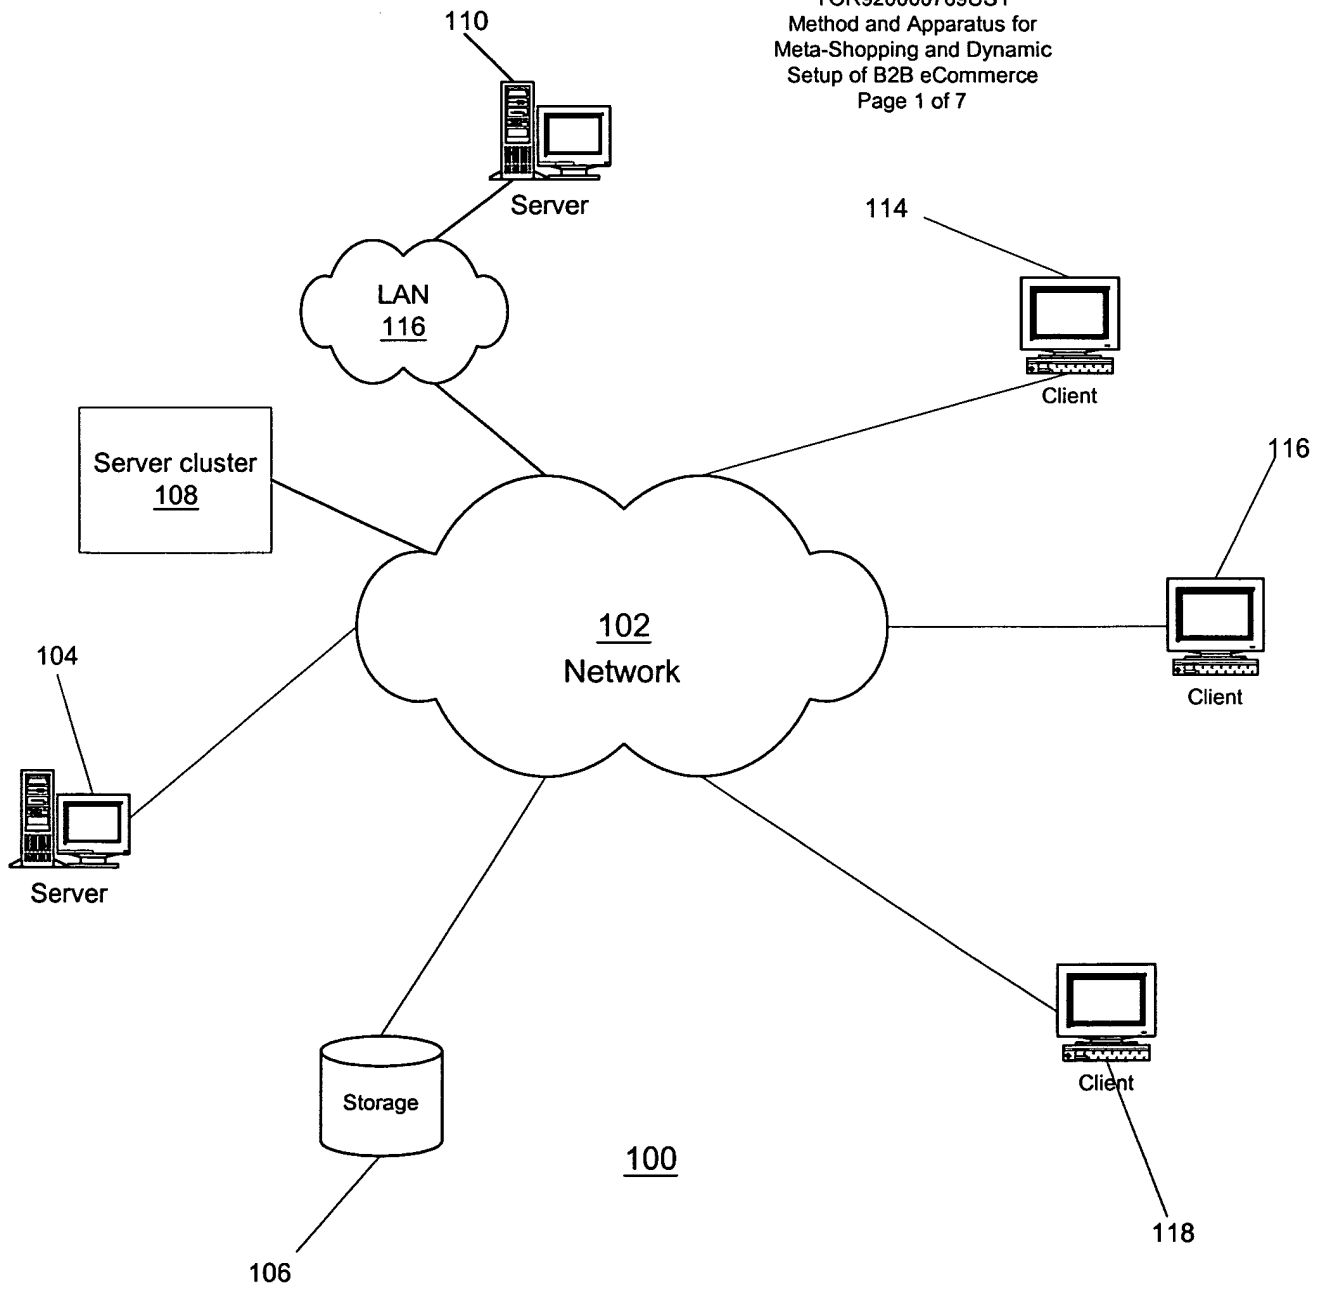 Method and Apparatus for
Meta-Shopping and Dynamic
Setup of B2B eCommerce
Page 1 of 7
110
Server
114
LAN
116
Client
Server cluster
108
116
102
Network
Client
104
Server
Storage
Client
100
118
106